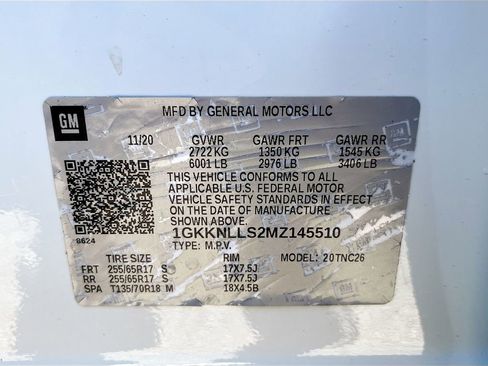 GM
MFD BY GENERAL MOTORS LLC
11/20 GVWR GAWR FRT GAWR RR
2722 KG 1350 KG 1545 KG
6001 LB 2976 LB 3406 LB
THIS VEHICLE CONFORMS TO ALL
APPLICABLE U.S. FEDERAL MOTOR
VEHICLE SAFETY STANDARDS IN EFFECT
ON THE DATE OF MANUFACTURE
SHOWN ABOVE.
1GKKNLLS2MZ145510
8624
TYPE: M.P.V.
TIRE SIZE RIM MODEL: 20TNC26
FRT 255/65R17 S 17X7.5J
RR 255/65R17 S 17X7.5J
SPA T135/70R18 M 18X4.5B